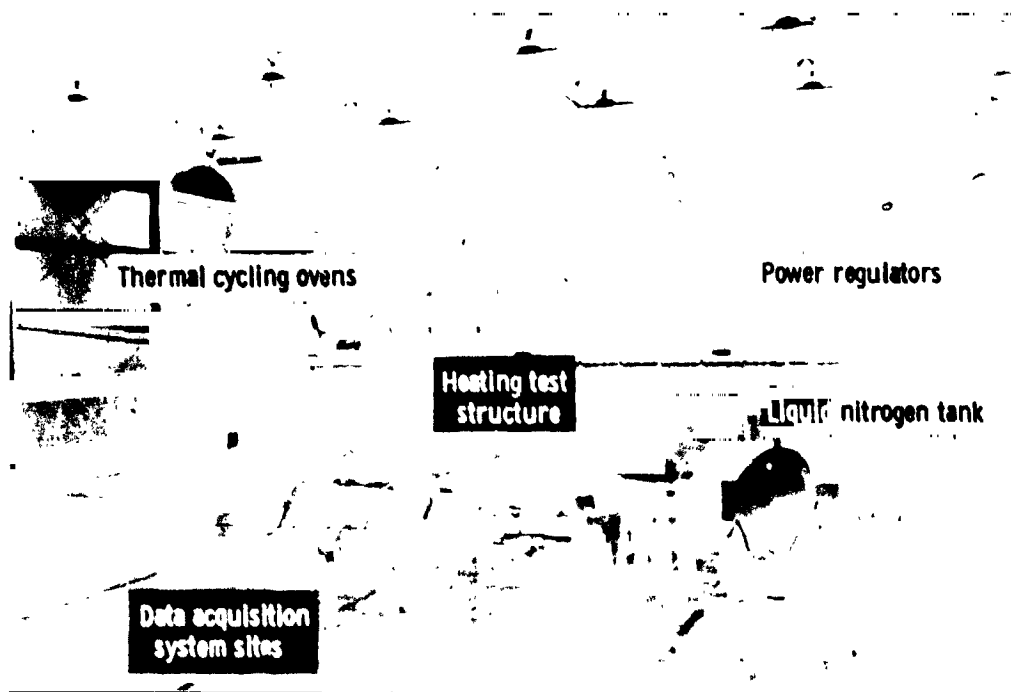 Thermal cycling ovens
Power regulators
Heating test
structure
Liquid nitrogen tank
Data acquisition
system sites